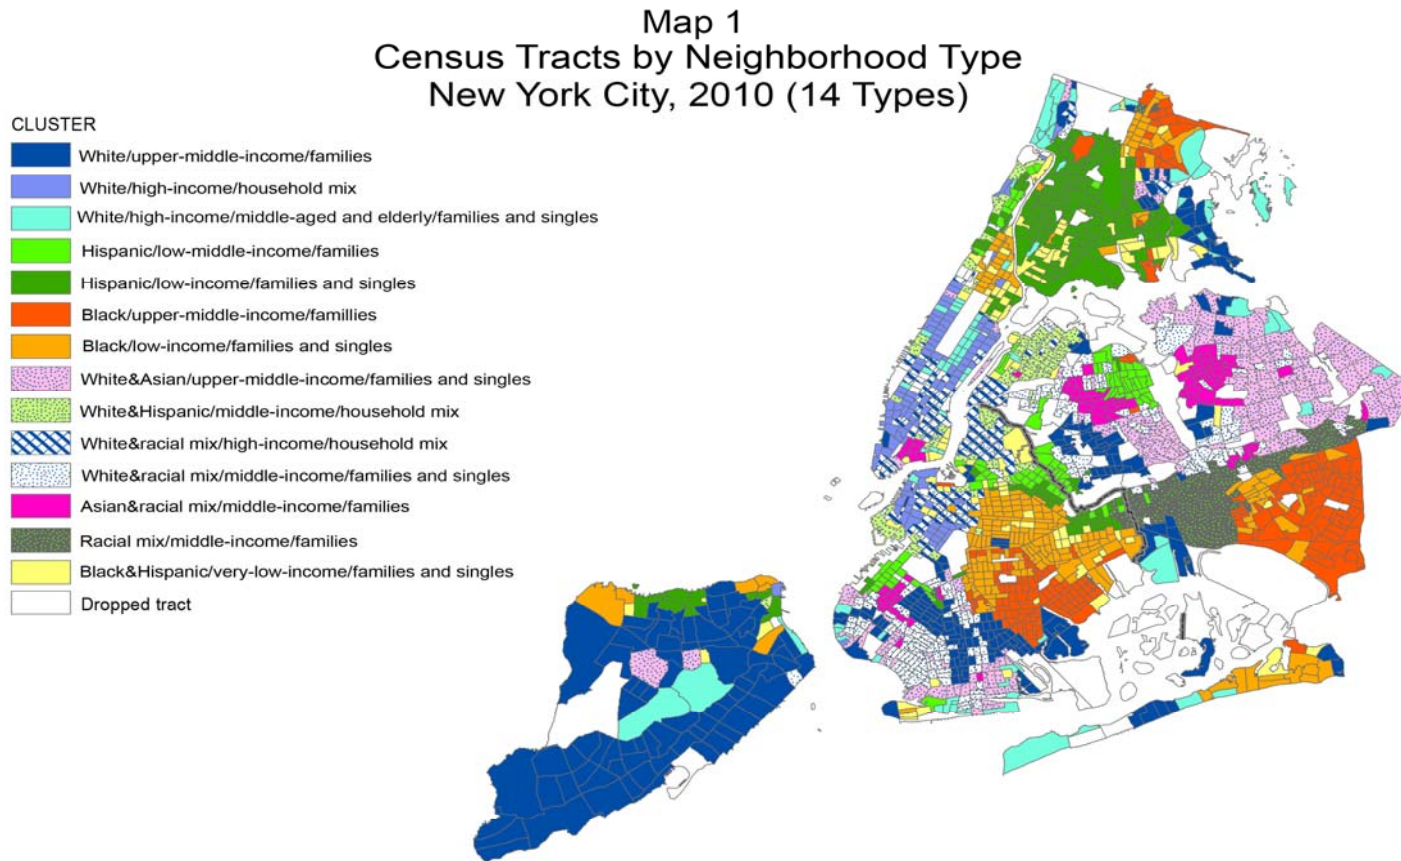 Map 1
Census Tracts by Neighborhood Type
New York City, 2010 (14 Types)
CLUSTER
White/upper-middle-income/families
White/high-income/household mix
White/high-income/middle-aged and elderly/families and singles
Hispanic/low-middle-income/families
Hispanic/low-income/families and singles
Black/upper-middle-income/famillies
Black/low-income/families and singles
White&Asian/upper-middle-income/families and singles
White&Hispanic/middle-income/household mix
White&racial mix/high-income/household mix
White&racial mix/middle-income/families and singles
Asian&racial mix/middle-income/families
Racial mix/middle-income/families
Black&Hispanic/very-low-income/families and singles
Dropped tract